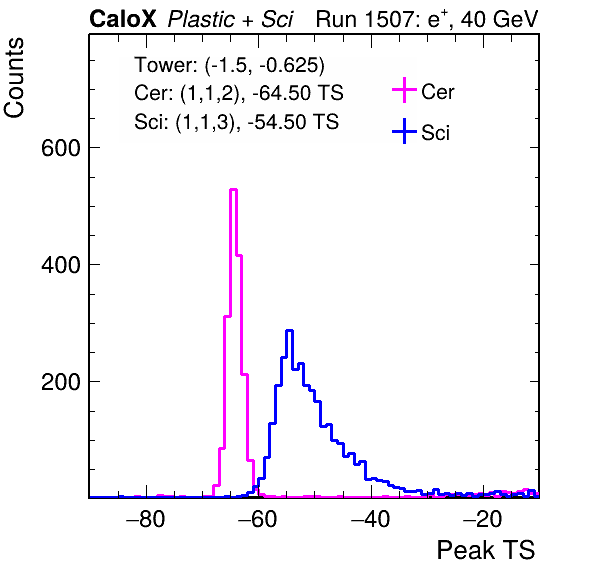 CaloX Plastic + Sci Run 1507: e⁺, 40 GeV
Counts
Tower: (-1.5, -0.625)
Cer: (1,1,2), -64.50 TS
Sci: (1,1,3), -54.50 TS
Cer
Sci
600
400
200
−80 −60 −40 −20
Peak TS